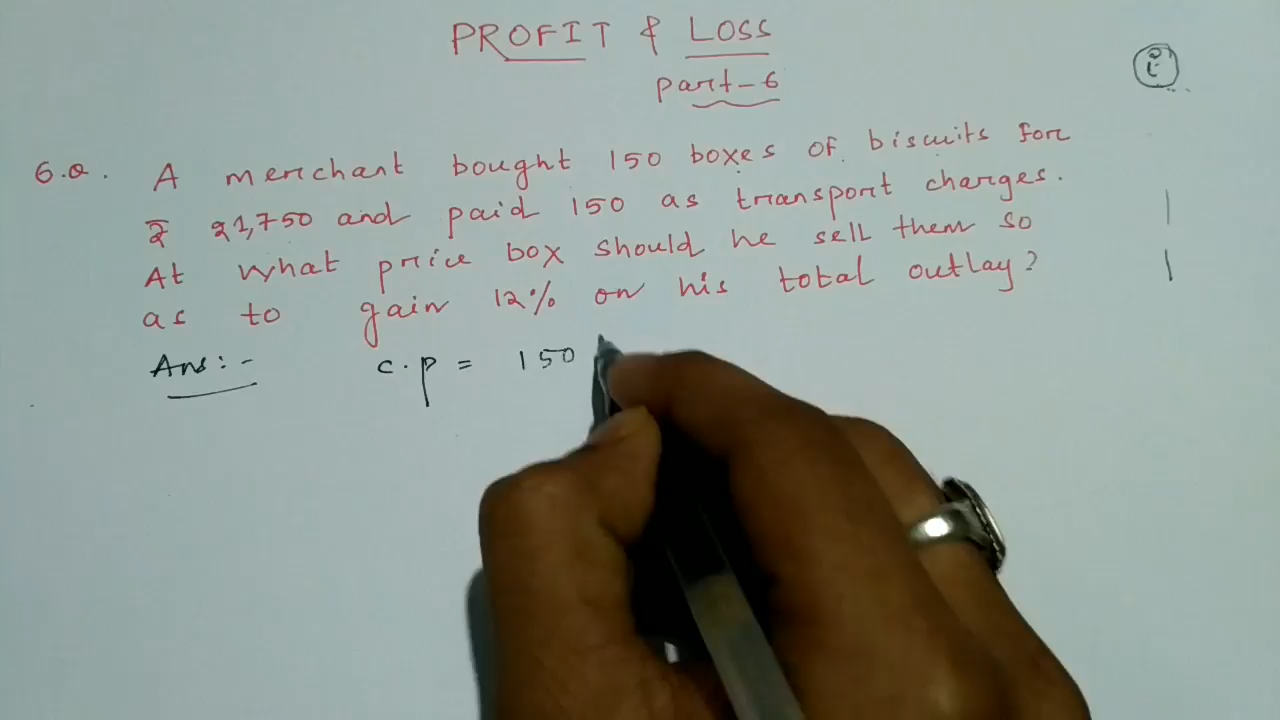 PROFIT & LOSS
Part-6
i
6.Q. A merchant bought 150 boxes of biscuits for
₹ 21,750 and paid 150 as transport charges.
At what price box should he sell them so
as to gain 12% on his total outlay?
Ans:- C.P = 150